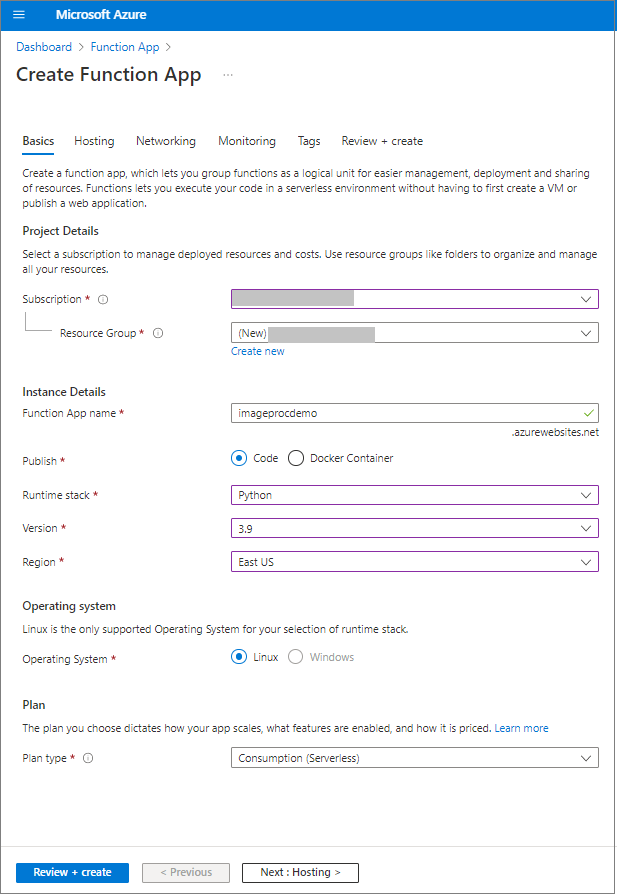 Microsoft Azure
Dashboard > Function App >
Create Function App ...
Basics Hosting Networking Monitoring Tags Review + create
Create a function app, which lets you group functions as a logical unit for easier management, deployment and sharing
of resources. Functions lets you execute your code in a serverless environment without having to first create a VM or
publish a web application.
Project Details
Select a subscription to manage deployed resources and costs. Use resource groups like folders to organize and manage
all your resources.
Subscription *
Resource Group * (New)
Create new
Instance Details
Function App name * imageprocdemo
.azurewebsites.net
Publish * Code Docker Container
Runtime stack * Python
Version * 3.9
Region * East US
Operating system
Linux is the only supported Operating System for your selection of runtime stack.
Operating System * Linux Windows
Plan
The plan you choose dictates how your app scales, what features are enabled, and how it is priced. Learn more
Plan type * Consumption (Serverless)
Review + create < Previous Next : Hosting >